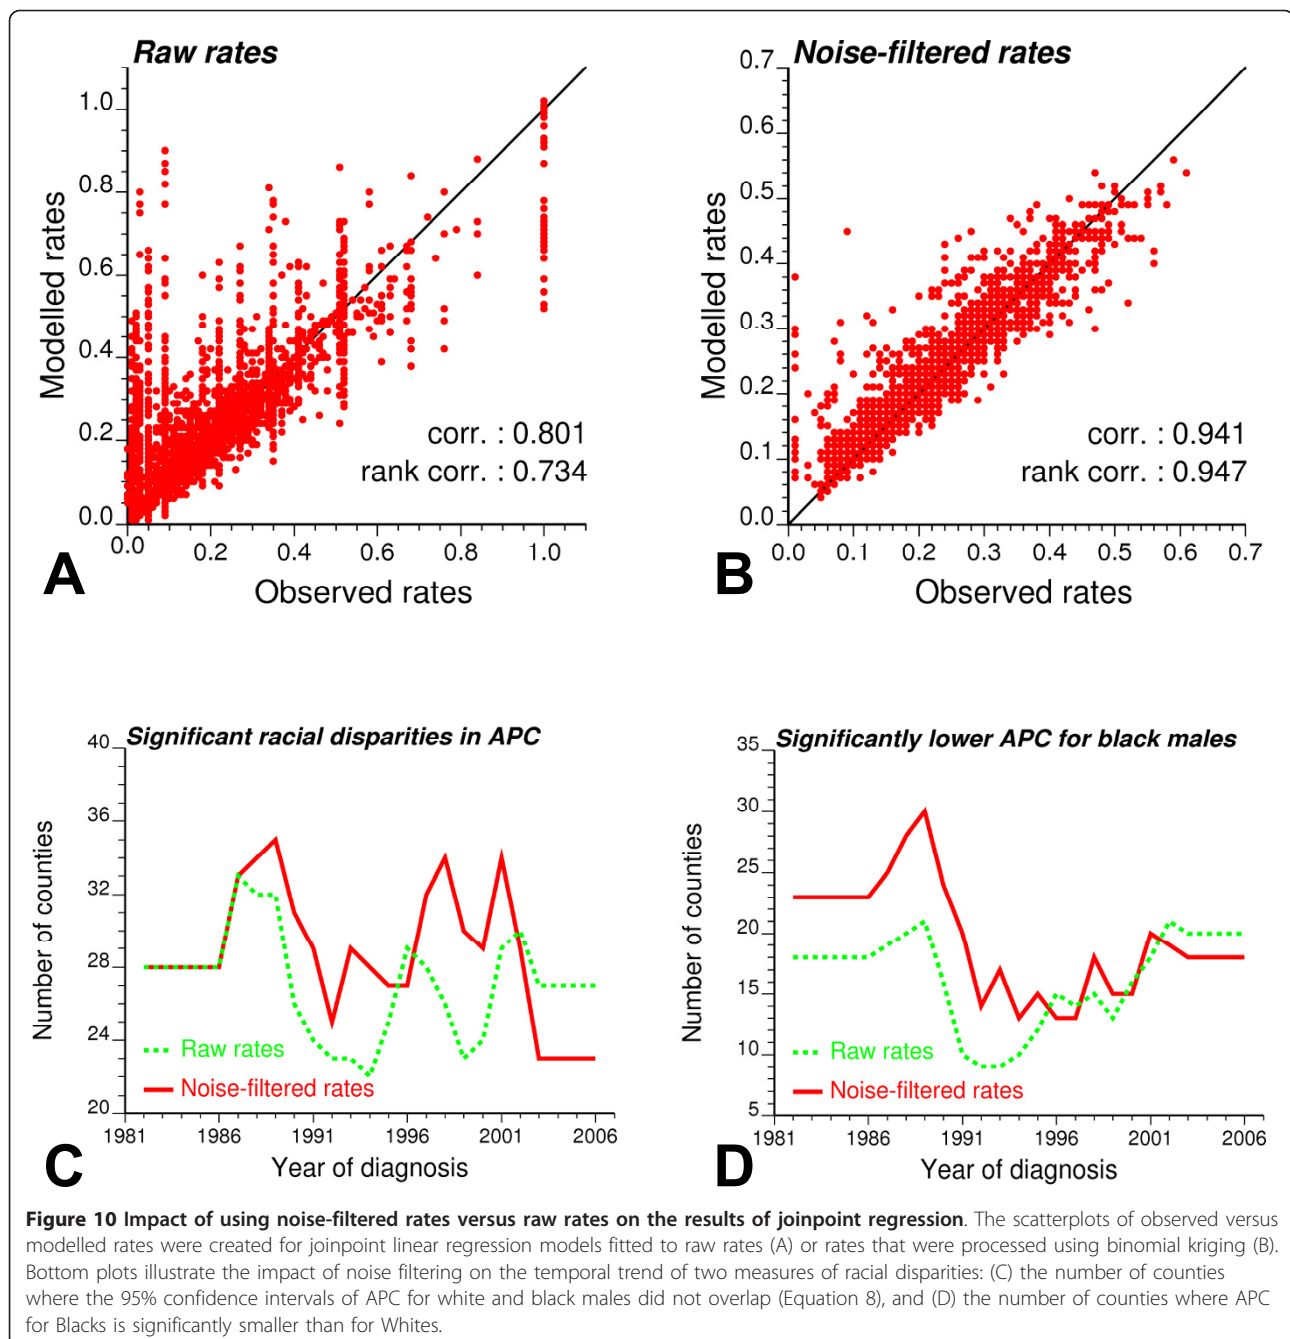 Raw rates
1.0
0.8
0.6
0.4
0.2
0.0
Modelled rates
corr. : 0.801
rank corr. : 0.734
0.0 0.2 0.4 0.6 0.8 1.0
Observed rates
A
Noise-filtered rates
0.7
0.6
0.5
0.4
0.3
0.2
0.1
0.0
Modelled rates
corr. : 0.941
rank corr. : 0.947
0.0 0.1 0.2 0.3 0.4 0.5 0.6 0.7
Observed rates
B
Significant racial disparities in APC
40
36
32
28
24
20
Number of counties
Raw rates
Noise-filtered rates
1981 1986 1991 1996 2001 2006
Year of diagnosis
C
Significantly lower APC for black males
35
30
25
20
15
10
5
Number of counties
Raw rates
Noise-filtered rates
1981 1986 1991 1996 2001 2006
Year of diagnosis
D
Figure 10 Impact of using noise-filtered rates versus raw rates on the results of joinpoint regression. The scatterplots of observed versus
modelled rates were created for joinpoint linear regression models fitted to raw rates (A) or rates that were processed using binomial kriging (B).
Bottom plots illustrate the impact of noise filtering on the temporal trend of two measures of racial disparities: (C) the number of counties
where the 95% confidence intervals of APC for white and black males did not overlap (Equation 8), and (D) the number of counties where APC
for Blacks is significantly smaller than for Whites.